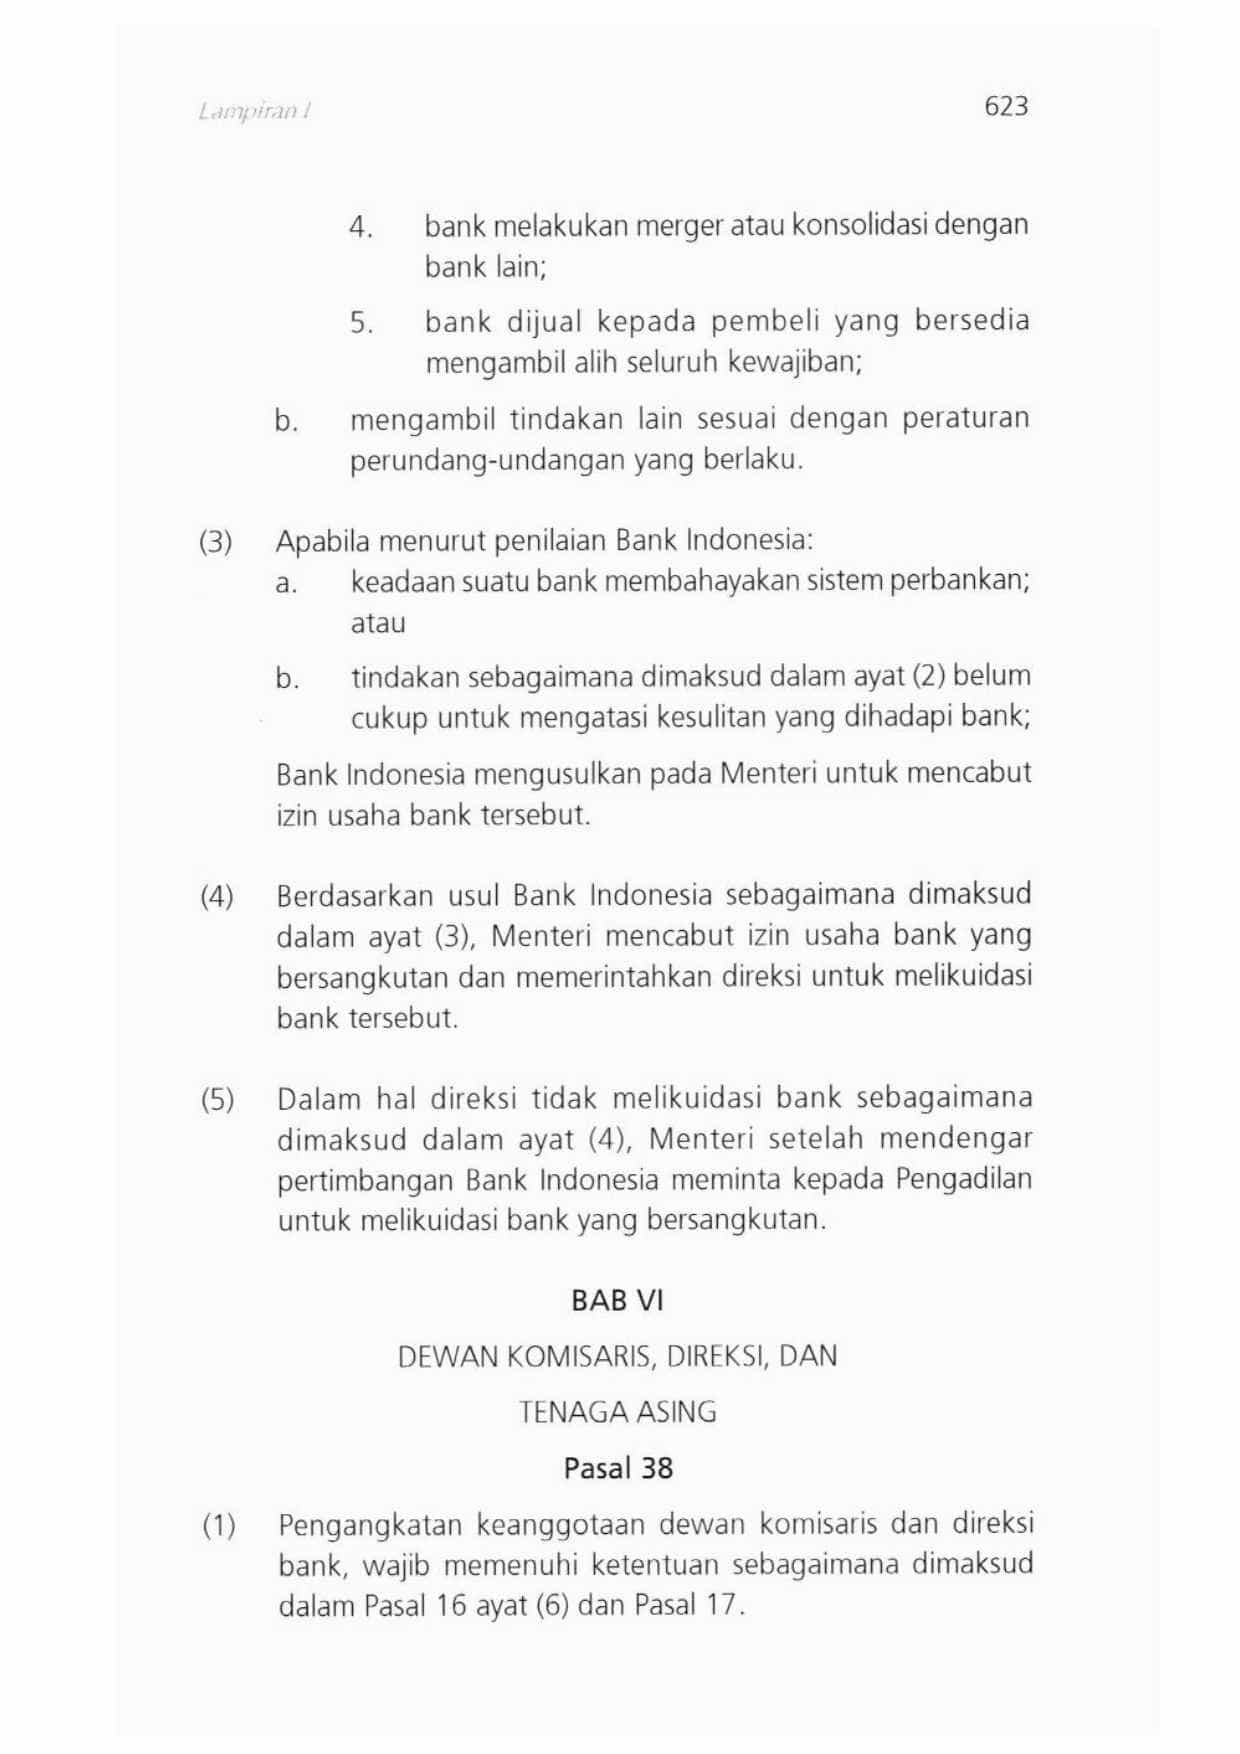 Lampiran I
623
4. bank melakukan merger atau konsolidasi dengan
bank lain;
5. bank dijual kepada pembeli yang bersedia
mengambil alih seluruh kewajiban;
b. mengambil tindakan lain sesuai dengan peraturan
perundang-undangan yang berlaku.
(3) Apabila menurut penilaian Bank Indonesia:
a. keadaan suatu bank membahayakan sistem perbankan;
atau
b. tindakan sebagaimana dimaksud dalam ayat (2) belum
cukup untuk mengatasi kesulitan yang dihadapi bank;
Bank Indonesia mengusulkan pada Menteri untuk mencabut
izin usaha bank tersebut.
(4) Berdasarkan usul Bank Indonesia sebagaimana dimaksud
dalam ayat (3), Menteri mencabut izin usaha bank yang
bersangkutan dan memerintahkan direksi untuk melikuidasi
bank tersebut.
(5) Dalam hal direksi tidak melikuidasi bank sebagaimana
dimaksud dalam ayat (4), Menteri setelah mendengar
pertimbangan Bank Indonesia meminta kepada Pengadilan
untuk melikuidasi bank yang bersangkutan.
BAB VI
DEWAN KOMISARIS, DIREKSI, DAN
TENAGA ASING
Pasal 38
(1) Pengangkatan keanggotaan dewan komisaris dan direksi
bank, wajib memenuhi ketentuan sebagaimana dimaksud
dalam Pasal 16 ayat (6) dan Pasal 17.